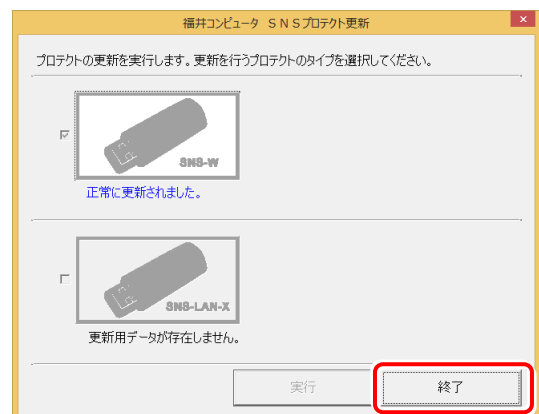 福井コンピュータ ＳＮＳプロテクト更新
プロテクトの更新を実行します。更新を行うプロテクトのタイプを選択してください。
SNS-W
正常に更新されました。
SNS-LAN-X
更新用データが存在しません。
実行
終了